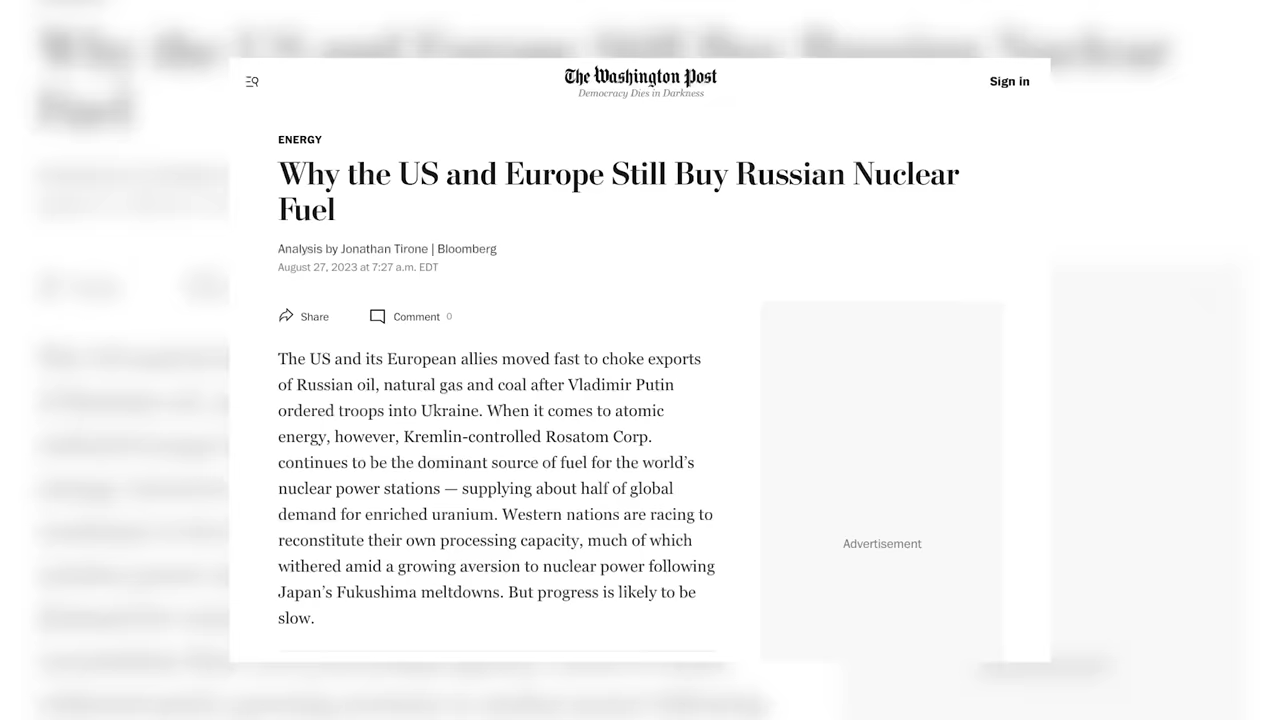 The Washington Post
Democracy Dies in Darkness
Sign in
ENERGY
Why the US and Europe Still Buy Russian Nuclear
Fuel
Analysis by Jonathan Tirone | Bloomberg
August 27, 2023 at 7:27 a.m. EDT
Share
Comment 0
The US and its European allies moved fast to choke exports
of Russian oil, natural gas and coal after Vladimir Putin
ordered troops into Ukraine. When it comes to atomic
energy, however, Kremlin-controlled Rosatom Corp.
continues to be the dominant source of fuel for the world’s
nuclear power stations — supplying about half of global
demand for enriched uranium. Western nations are racing to
reconstitute their own processing capacity, much of which
withered amid a growing aversion to nuclear power following
Japan’s Fukushima meltdowns. But progress is likely to be
slow.
Advertisement